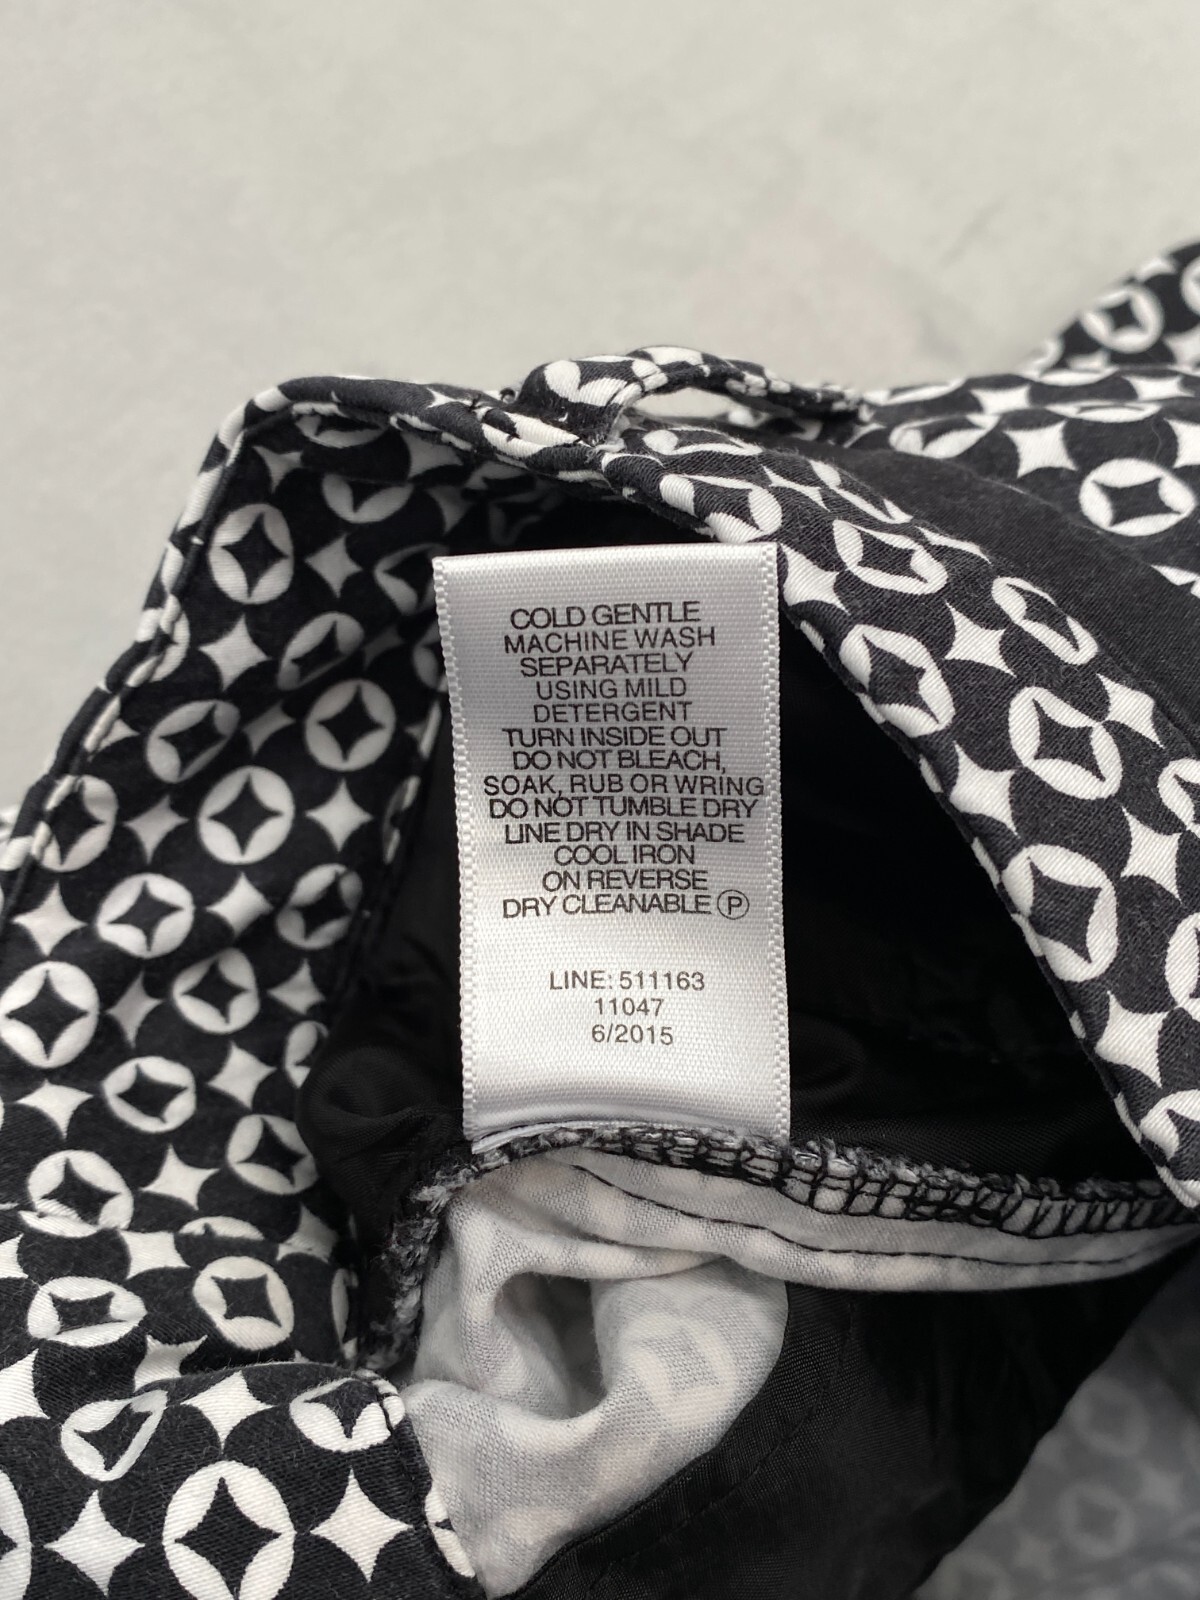 COLD GENTLE
MACHINE WASH
SEPARATELY
USING MILD
DETERGENT
TURN INSIDE OUT
DO NOT BLEACH,
SOAK, RUB OR WRING
DO NOT TUMBLE DRY
LINE DRY IN SHADE
COOL IRON
ON REVERSE
DRY CLEANABLE Ⓟ
LINE: 511163
11047
6/2015